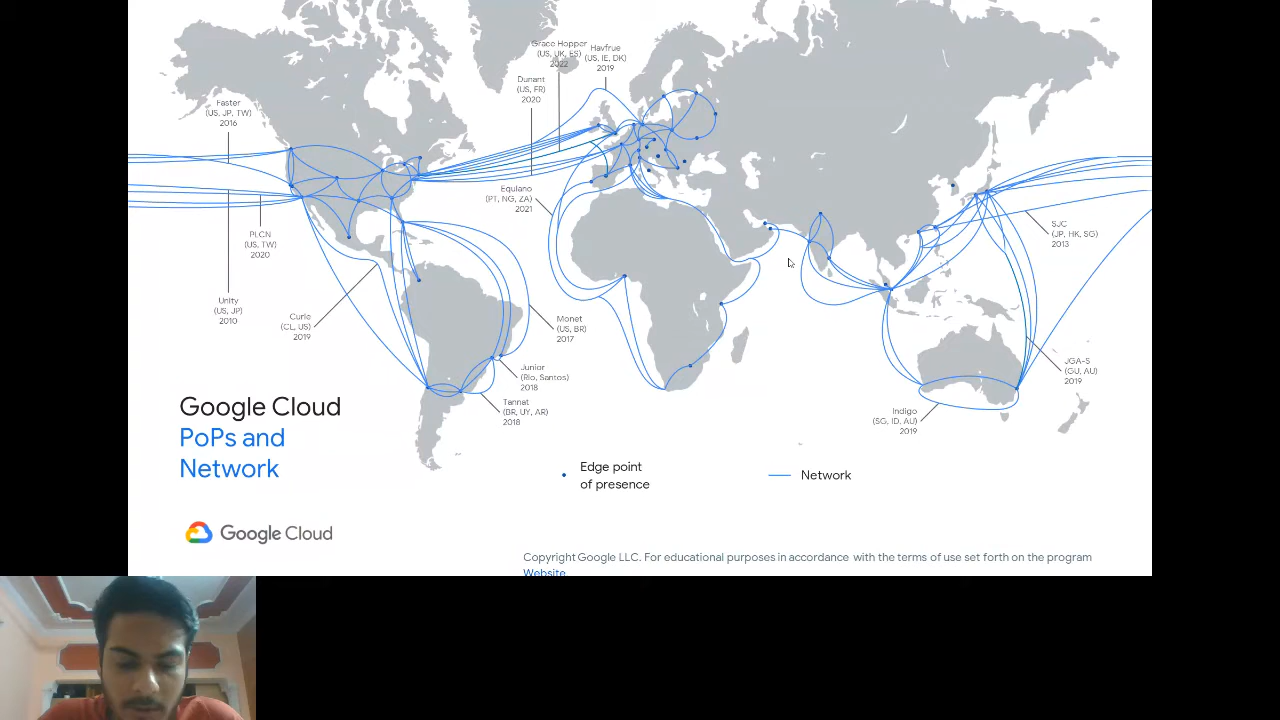 Grace Hopper
(US, UK, ES)
2022
Havfrue
(US, IE, DK)
2019
Dunant
(US, FR)
2020
Faster
(US, JP, TW)
2016
Equiano
(PT, NG, ZA)
2021
PLCN
(US, TW)
2020
SJC
(JP, HK, SG)
2013
Unity
(US, JP)
2010
Curie
(CL, US)
2019
Monet
(US, BR)
2017
Junior
(Rio, Santos)
2018
Tannat
(BR, UY, AR)
2018
JGA-S
(GU, AU)
2019
Indigo
(SG, ID, AU)
2019
Google Cloud
PoPs and
Network
Edge point
of presence
Network
Google Cloud
Copyright Google LLC. For educational purposes in accordance with the terms of use set forth on the program
Website